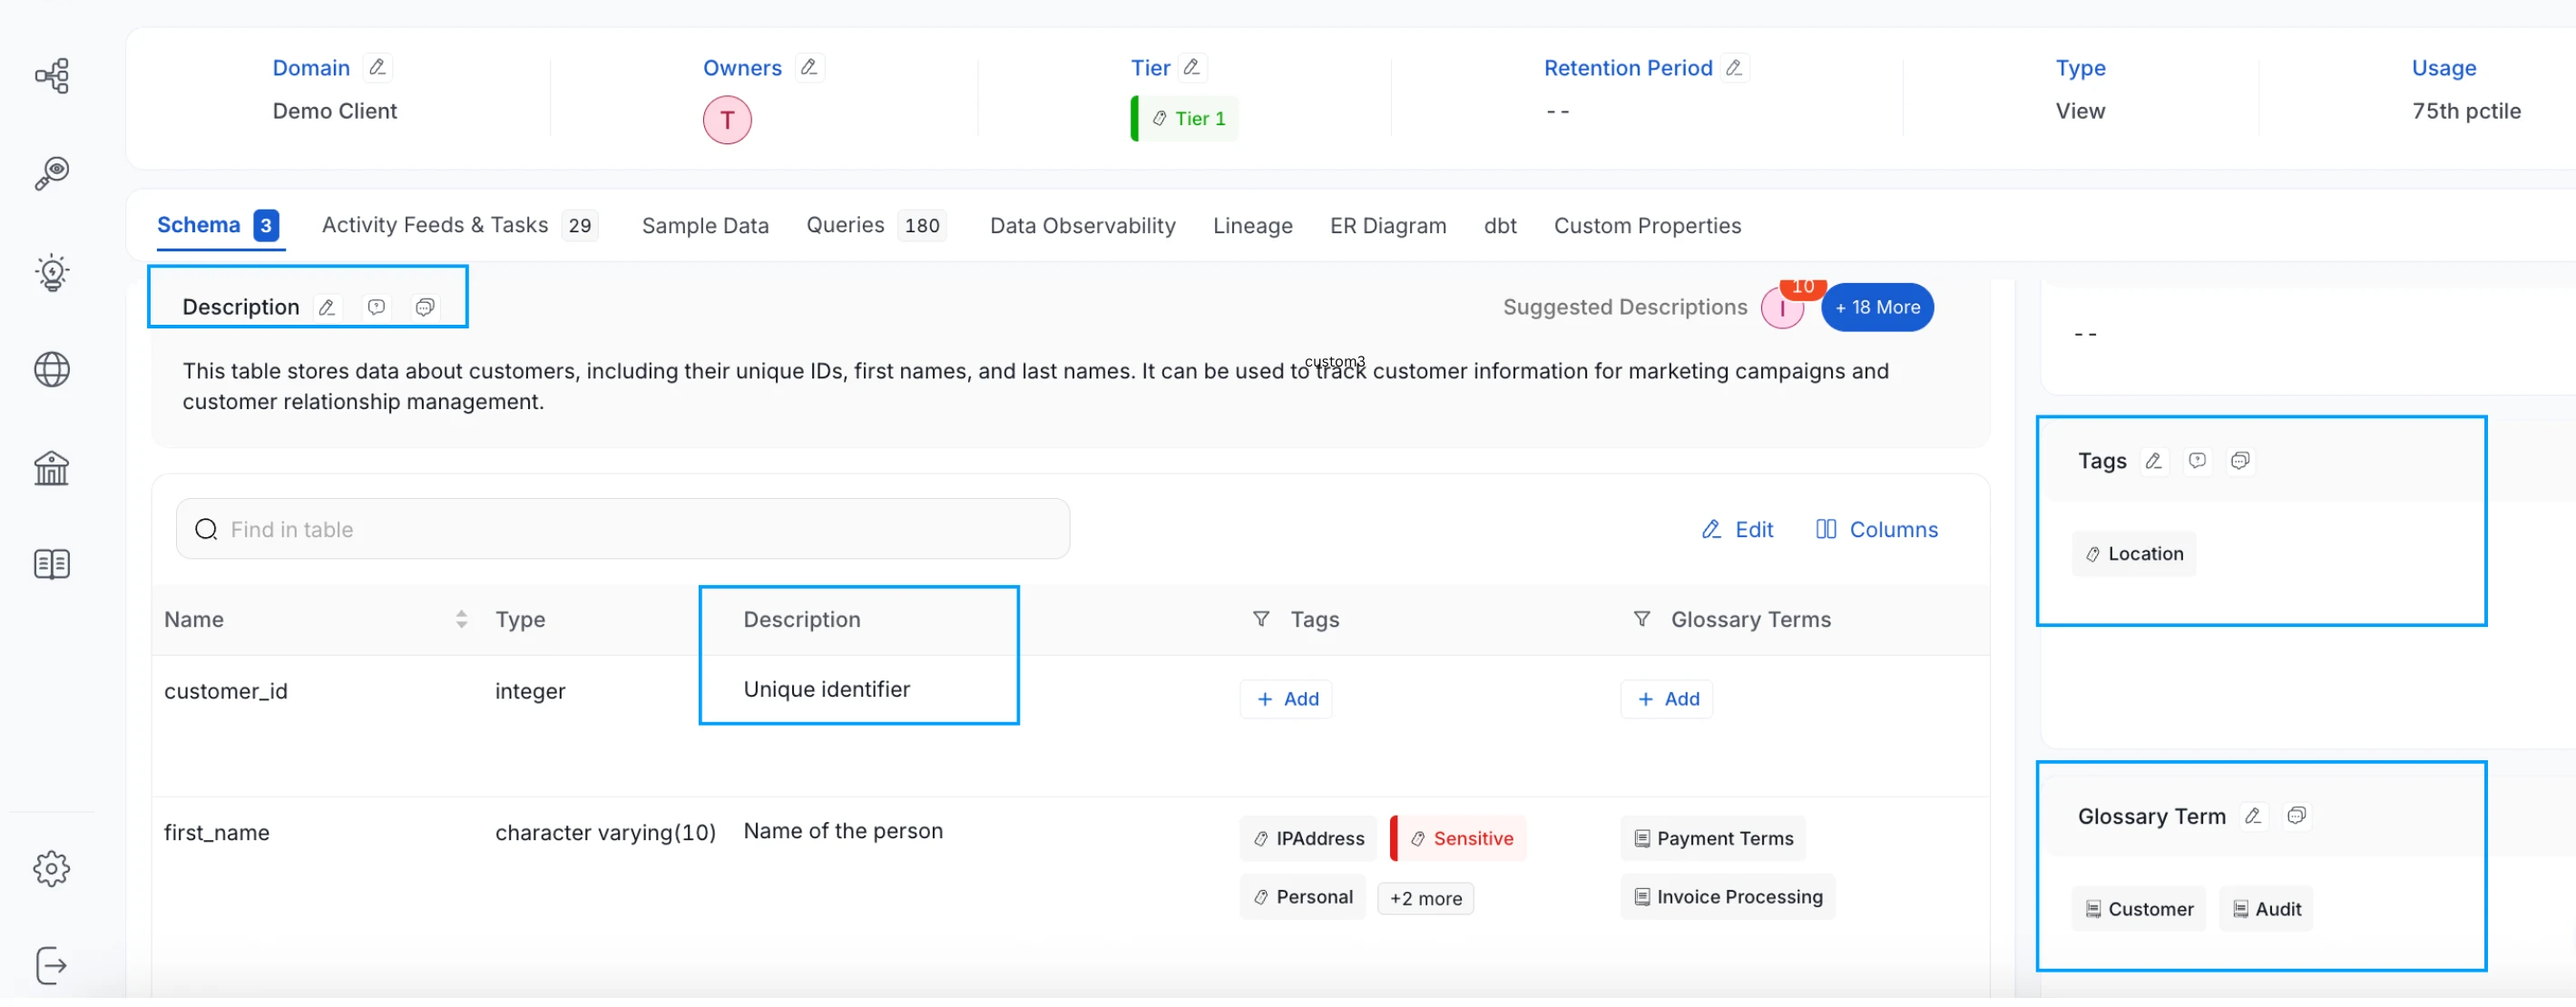 Domain
Owners
Tier
Retention Period
Type
Usage
Demo Client
T
Tier 1
--
View
75th pctile
Schema 3
Activity Feeds & Tasks 29
Sample Data
Queries 180
Data Observability
Lineage
ER Diagram
dbt
Custom Properties
Description
Suggested Descriptions I 10 + 18 More
This table stores data about customers, including their unique IDs, first names, and last names. It can be used to track customer information for marketing campaigns and
custom3
customer relationship management.
Find in table
Edit
Columns
Name
Type
Description
Tags
Glossary Terms
customer_id
integer
Unique identifier
+ Add
+ Add
first_name
character varying(10)
Name of the person
IPAddress
Sensitive
Personal
+2 more
Payment Terms
Invoice Processing
--
Tags
Location
Glossary Term
Customer
Audit